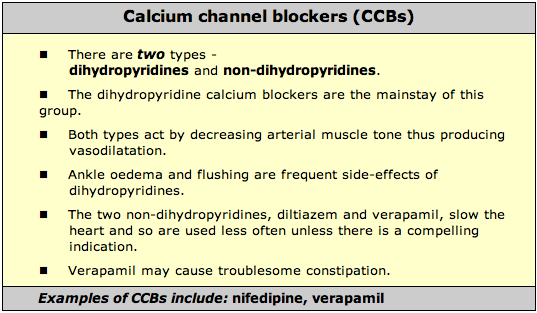 Calcium channel blockers (CCBs)
■ There are two types -
dihydropyridines and non-dihydropyridines.
■ The dihydropyridine calcium blockers are the mainstay of this
group.
■ Both types act by decreasing arterial muscle tone thus producing
vasodilatation.
■ Ankle oedema and flushing are frequent side-effects of
dihydropyridines.
■ The two non-dihydropyridines, diltiazem and verapamil, slow the
heart and so are used less often unless there is a compelling
indication.
■ Verapamil may cause troublesome constipation.
Examples of CCBs include: nifedipine, verapamil